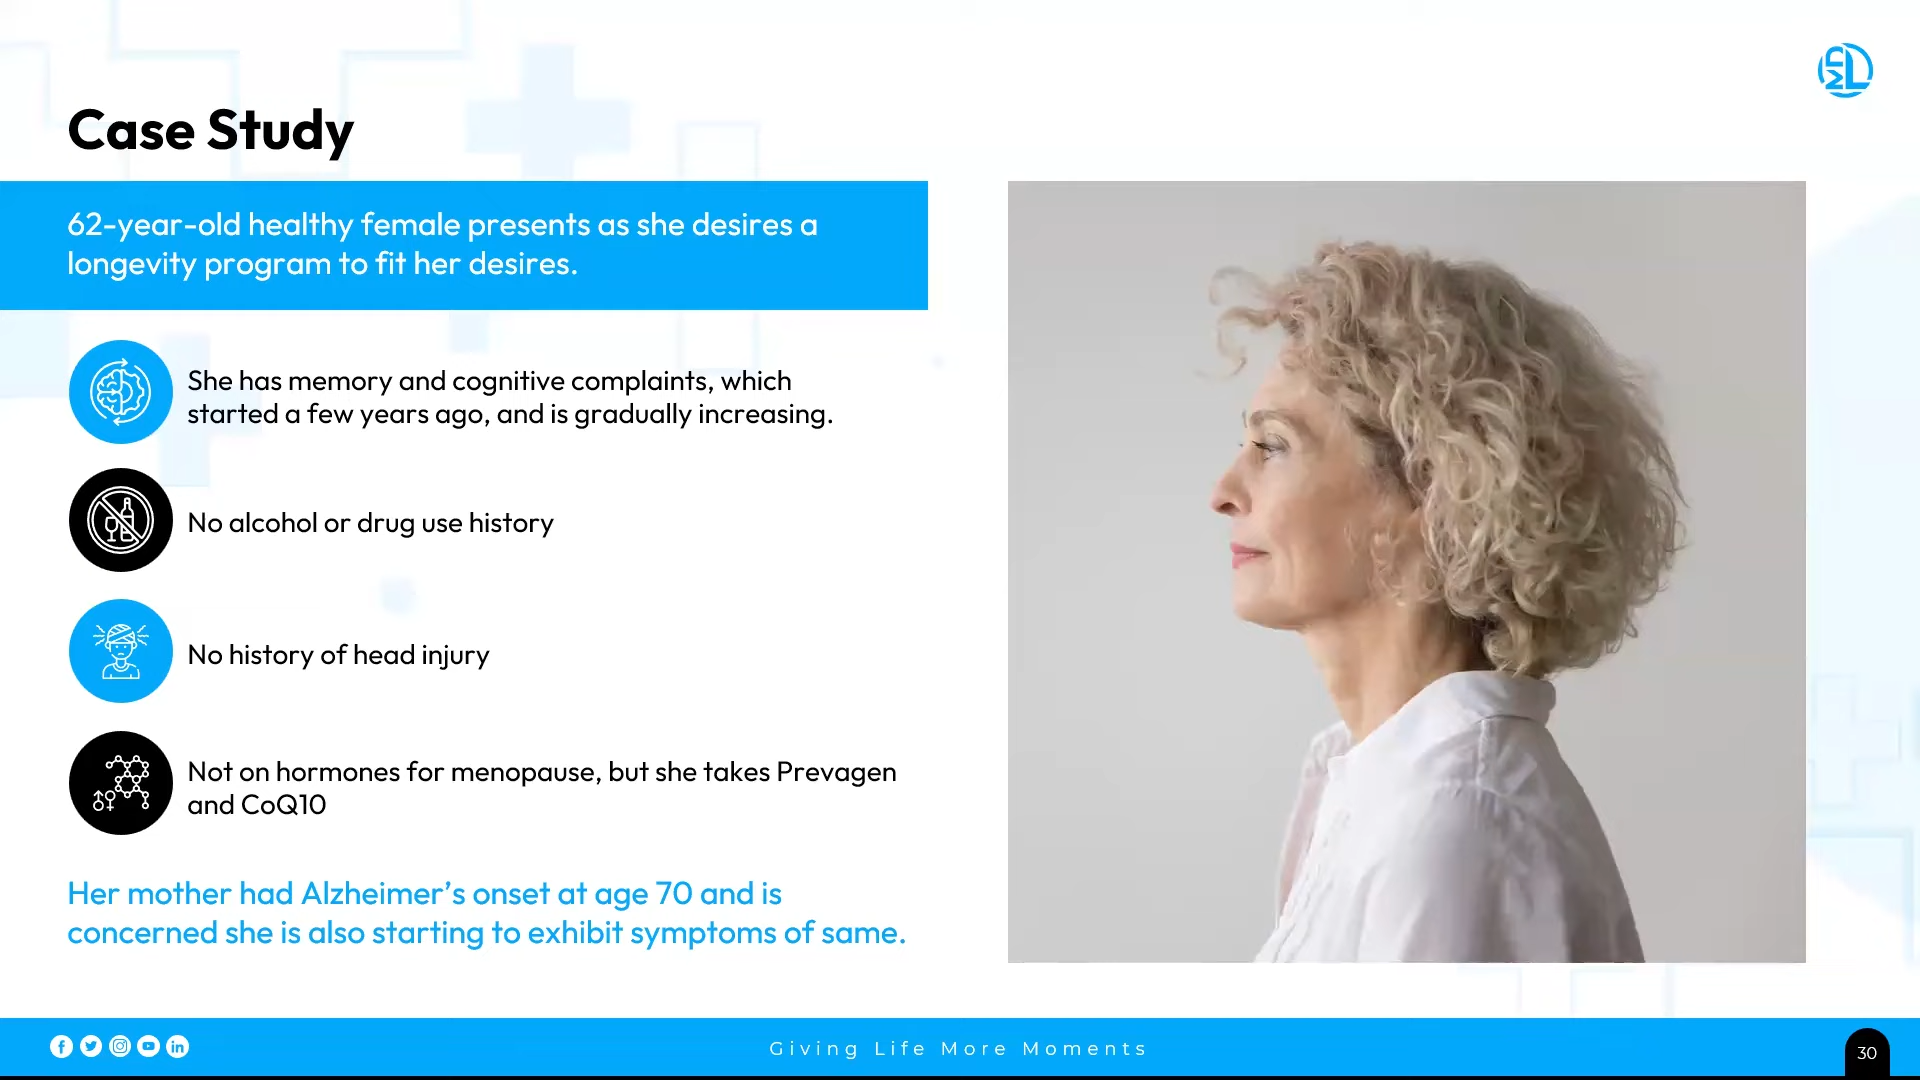 Case Study
62-year-old healthy female presents as she desires a
longevity program to fit her desires.
She has memory and cognitive complaints, which
started a few years ago, and is gradually increasing.
No alcohol or drug use history
No history of head injury
Not on hormones for menopause, but she takes Prevagen
and CoQ10
Her mother had Alzheimer’s onset at age 70 and is
concerned she is also starting to exhibit symptoms of same.
Giving Life More Moments
30